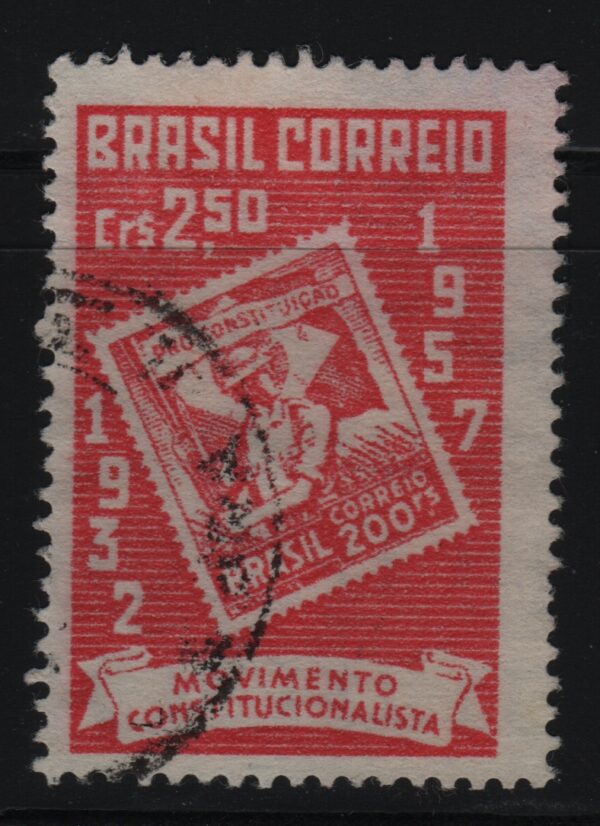 BRASIL CORREIO
Cr$ 2,50
1957
PRO-CONSTITUIÇÃO
BRASIL CORREIO
200 rs
1932
MOVIMENTO
CONSTITUCIONALISTA